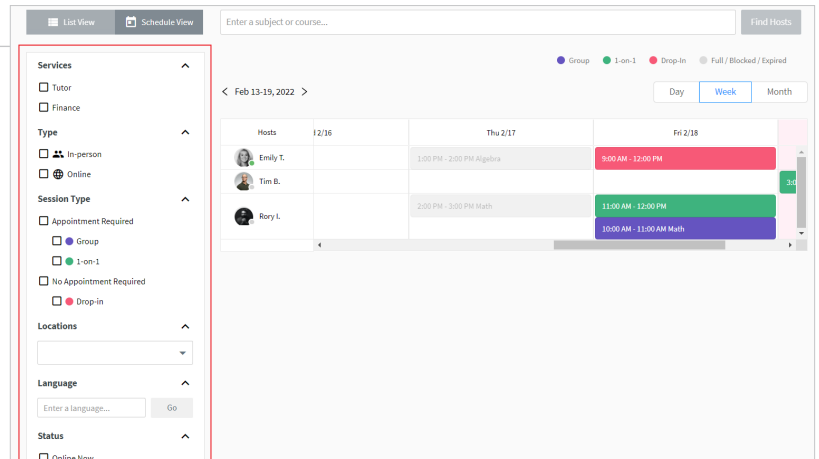 List View
Schedule View
Enter a subject or course...
Find Hosts
Services
Tutor
Finance
Type
In-person
Online
Session Type
Appointment Required
Group
1-on-1
No Appointment Required
Drop-in
Locations
Language
Enter a language...
Go
Status
Online Now
Group
1-on-1
Drop-In
Full / Blocked / Expired
Feb 13-19, 2022
Day
Week
Month
Hosts
l 2/16
Thu 2/17
Fri 2/18
Emily T.
1:00 PM - 2:00 PM Algebra
9:00 AM - 12:00 PM
Tim B.
3:0
Rory I.
2:00 PM - 3:00 PM Math
11:00 AM - 12:00 PM
10:00 AM - 11:00 AM Math